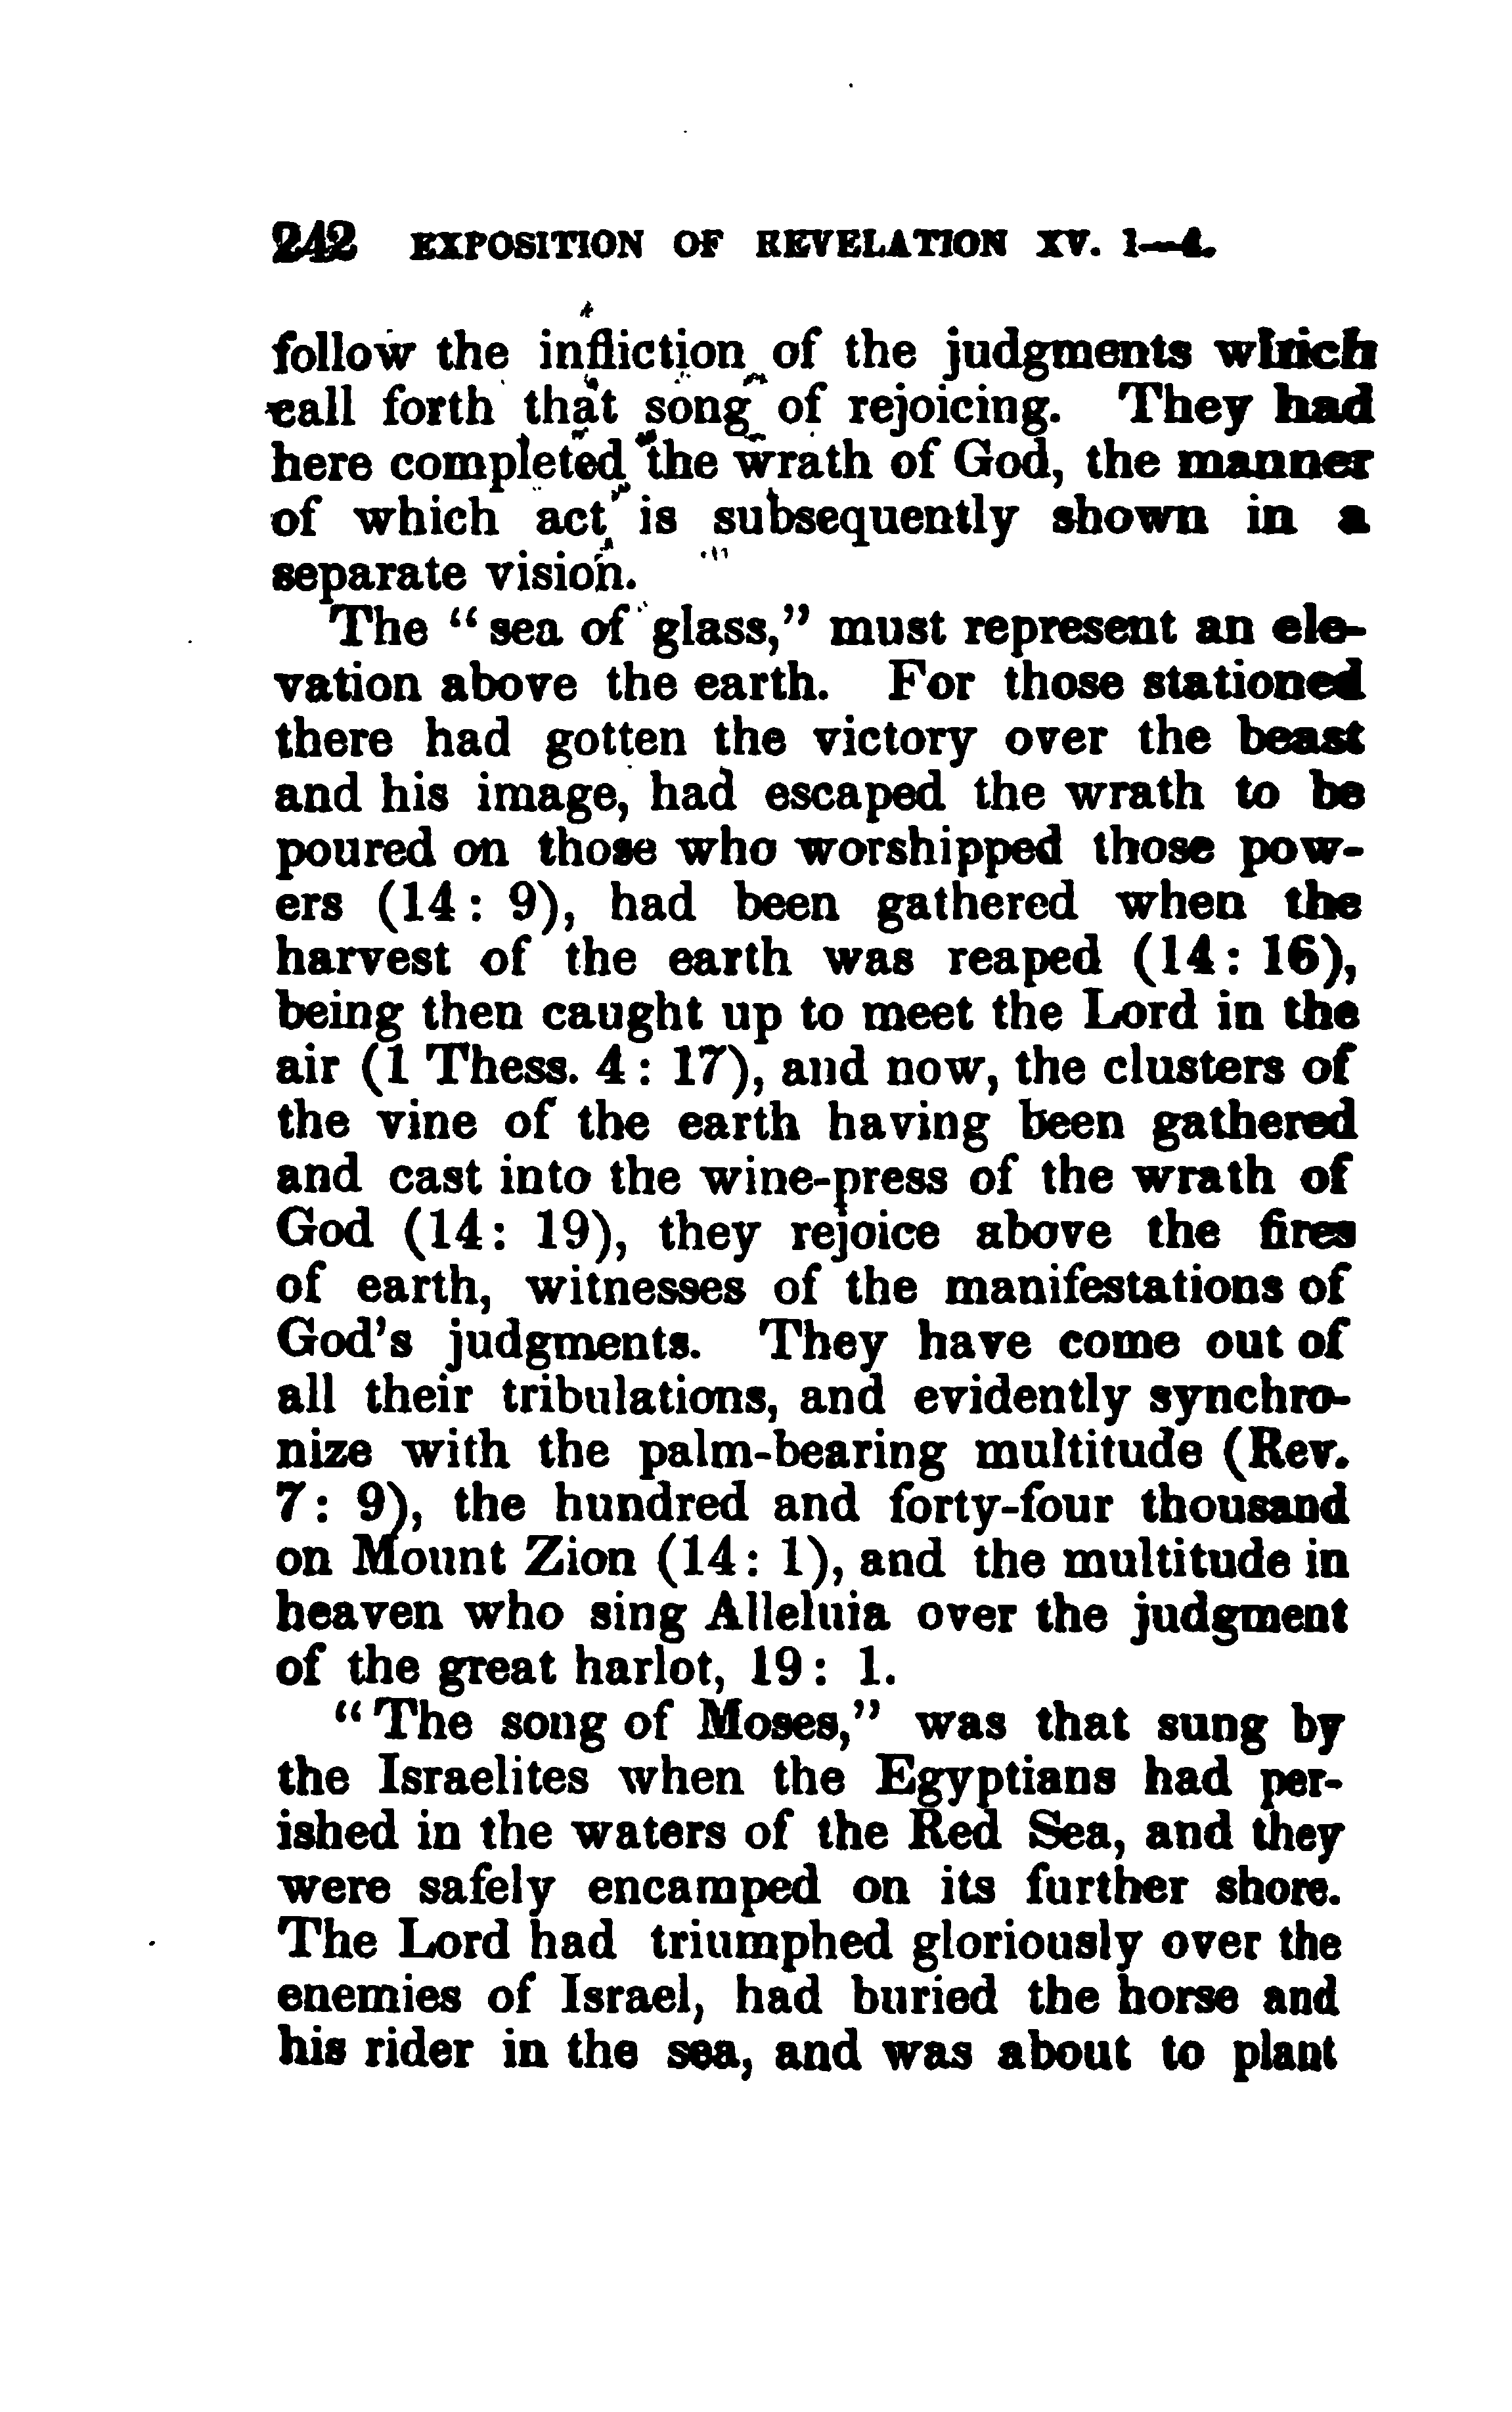 242 EXPOSITION OF REVELATION XV. 1—4.
follow the infliction of the judgments which
call forth that song of rejoicing. They had
here completed the wrath of God, the manner
of which act is subsequently shown in a
separate vision.
The “sea of glass,” must represent an ele-
vation above the earth. For those stationed
there had gotten the victory over the beast
and his image, had escaped the wrath to be
poured on those who worshipped those pow-
ers (14: 9), had been gathered when the
harvest of the earth was reaped (14: 16),
being then caught up to meet the Lord in the
air (1 Thess. 4: 17), and now, the clusters of
the vine of the earth having been gathered
and cast into the wine-press of the wrath of
God (14: 19), they rejoice above the fires
of earth, witnesses of the manifestations of
God's judgments. They have come out of
all their tribulations, and evidently synchro-
nize with the palm-bearing multitude (Rev.
7: 9), the hundred and forty-four thousand
on Mount Zion (14: 1), and the multitude in
heaven who sing Alleluia over the judgment
of the great harlot, 19: 1.
“The song of Moses,” was that sung by
the Israelites when the Egyptians had per-
ished in the waters of the Red Sea, and they
were safely encamped on its further shore.
The Lord had triumphed gloriously over the
enemies of Israel, had buried the horse and
his rider in the sea, and was about to plant